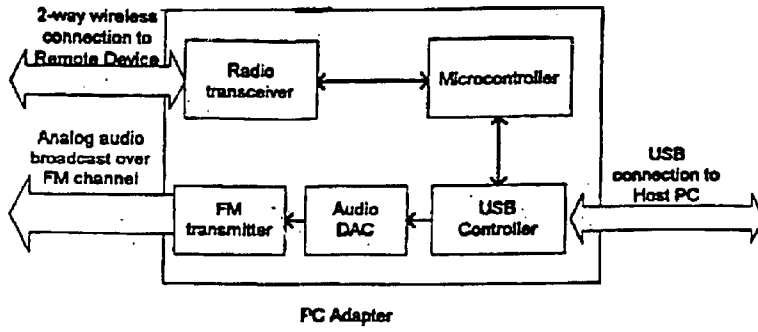 2-way wireless
connection to
Remote Device
Radio
transceiver
Microcontroller
Analog audio
broadcast over
FM channel
FM
transmitter
Audio
DAC
USB
Controller
USB
connection to
Host PC
PC Adapter